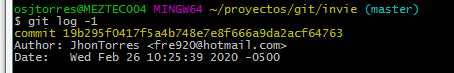 osjtorres@MEZTEC004 MINGW64 ~/proyectos/git/invie (master)
$ git log -1
commit 19b295f0417f5a4b748e7e8f666a9da2acf64763
Author: JhonTorres <fre920@hotmail.com>
Date:   Wed Feb 26 10:25:39 2020 -0500